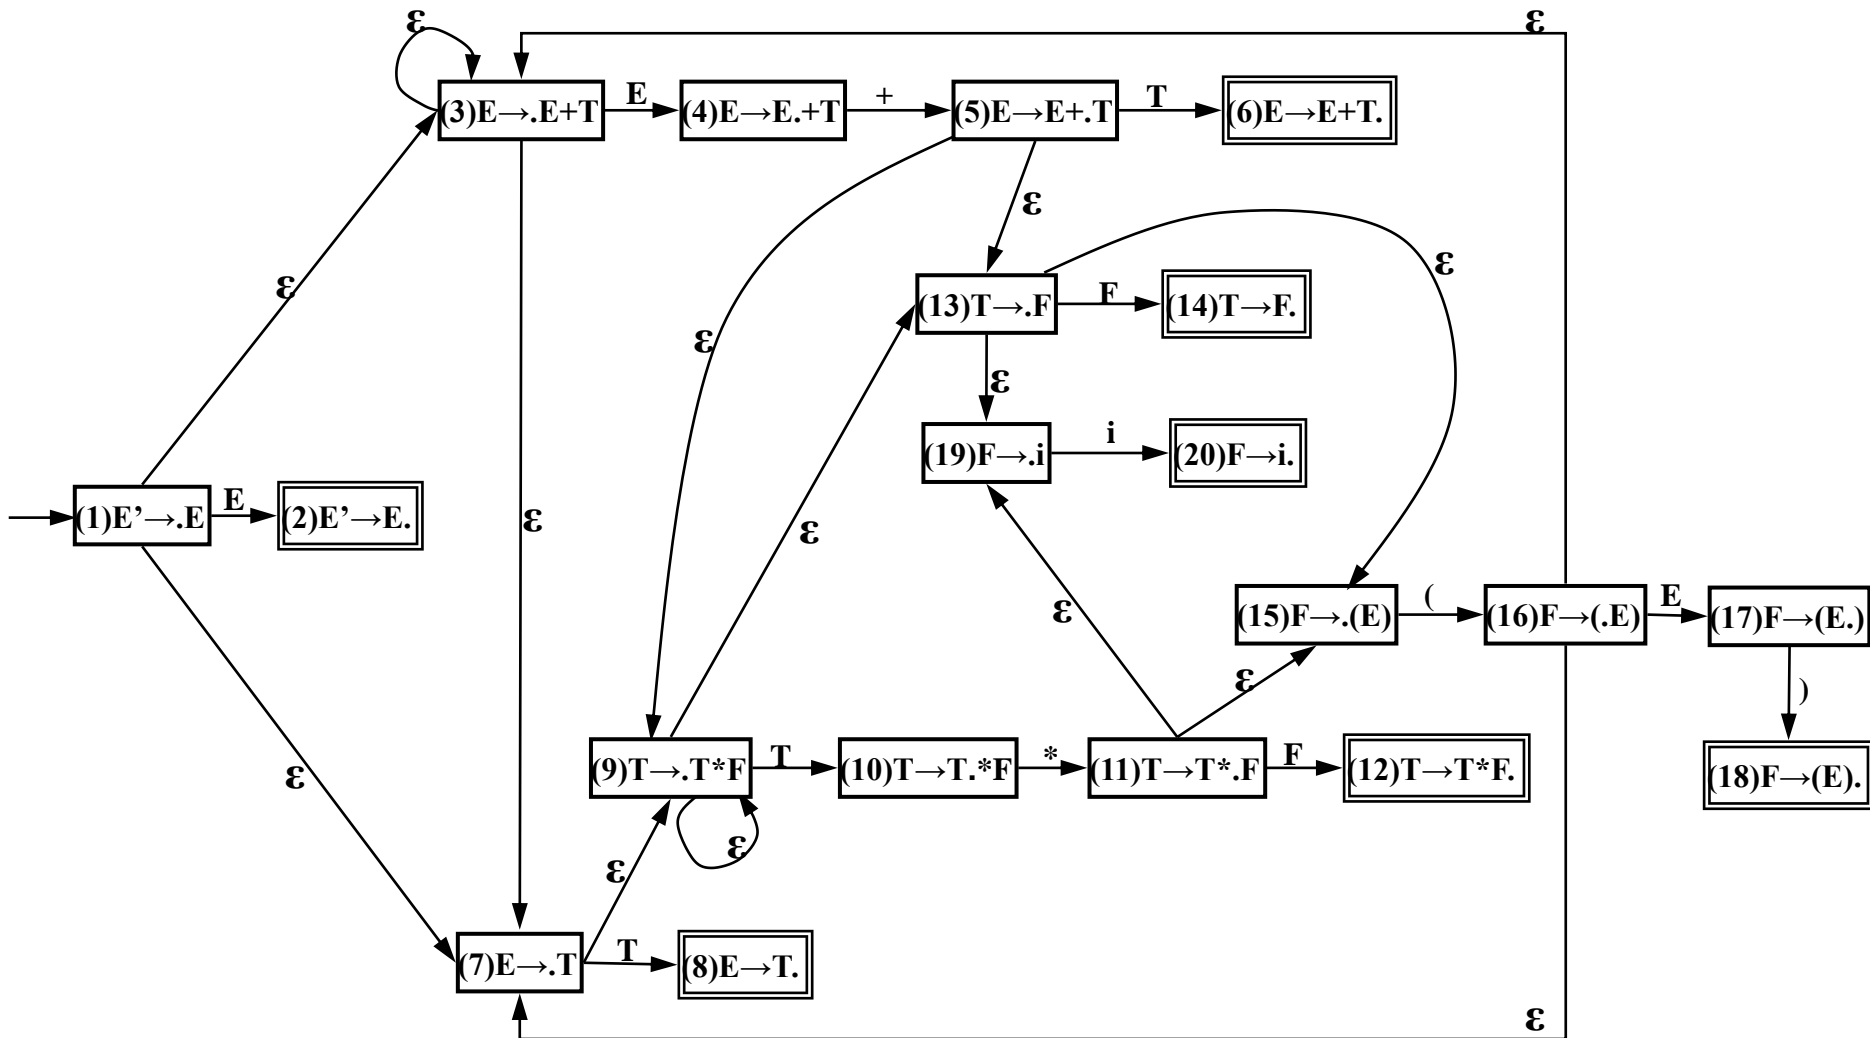 ε ε
(3)E→.E+T E (4)E→E.+T + (5)E→E+.T T (6)E→E+T.
ε
ε ε
(13)T→.F F (14)T→F.
ε
ε
(19)F→.i i (20)F→i.
(1)E’→.E E (2)E’→E.
ε ε
(15)F→.(E) ( (16)F→(.E) E (17)F→(E.)
ε
ε )
(9)T→.T*F T (10)T→T.*F * (11)T→T*.F F (12)T→T*F. (18)F→(E).
ε
ε ε
(7)E→.T T (8)E→T.
ε